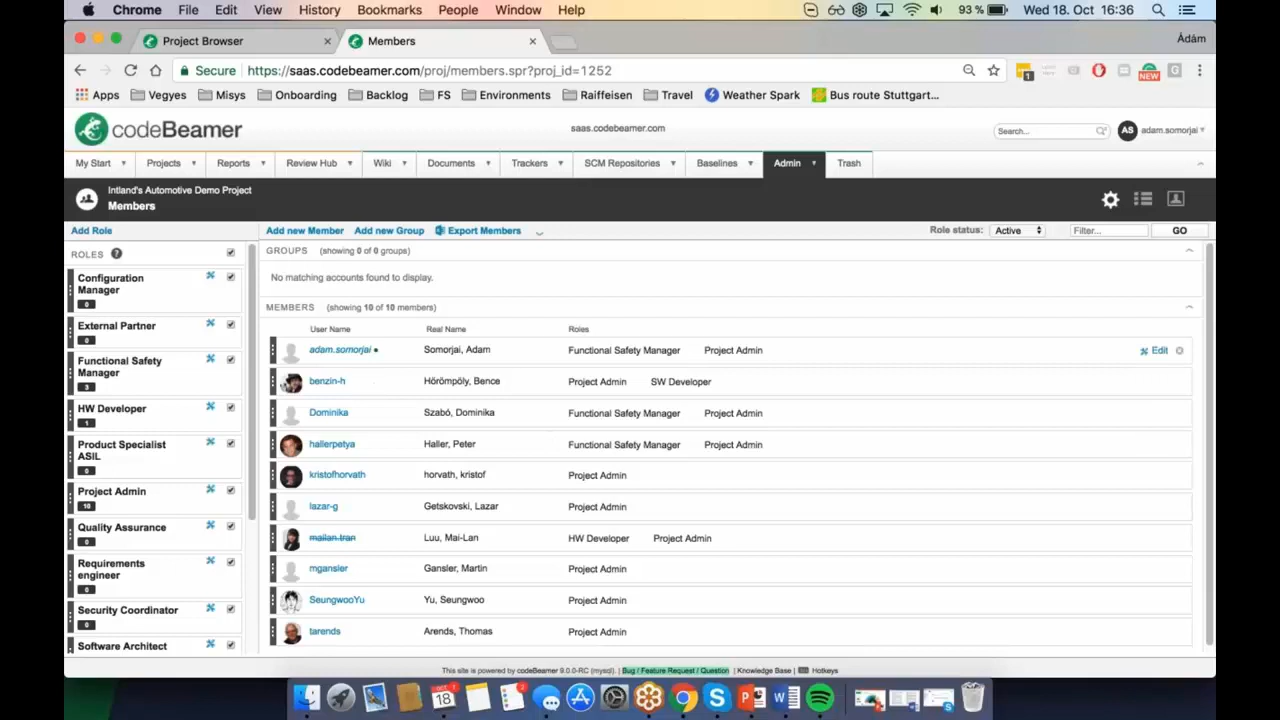 Chrome File Edit View History Bookmarks People Window Help 93 % Wed 18. Oct 16:36
Project Browser × Members × Ádám
Secure https://saas.codebeamer.com/proj/members.spr?proj_id=1252 1 NEW
Apps Vegyes Misys Onboarding Backlog FS Envirnments Raiffeisen Travel Weather Spark Bus route Stuttgart...
codeBeamer saas.codebeamer.com Search... AS adam.somorjai
My Start Projects Reports Review Hub Wiki Documents Trackers SCM Repositories Baselines Admin Trash
Intland's Automotive Demo Project
Members
Add Role Add new Member Add new Group Export Members Role status: Active Filter... GO
ROLES ?
Configuration
Manager
0
External Partner
0
Functional Safety
Manager
3
HW Developer
1
Product Specialist
ASIL
0
Project Admin
10
Quality Assurance
0
Requirements
engineer
0
Security Coordinator
0
Software Architect
GROUPS (showing 0 of 0 groups)
No matching accounts found to display.
MEMBERS (showing 10 of 10 members)
User Name Real Name Roles
adam.somorjai Somorjai, Adam Functional Safety Manager Project Admin Edit
benzin-h Hörömpöly, Bence Project Admin SW Developer
Dominika Szabó, Dominika Functional Safety Manager Project Admin
hallerpetya Haller, Peter Functional Safety Manager Project Admin
kristofhorvath horvath, kristof Project Admin
lazar-g Getskovski, Lazar Project Admin
mailan.tran Luu, Mai-Lan HW Developer Project Admin
mgansler Gansler, Martin Project Admin
SeungwooYu Yu, Seungwoo Project Admin
tarends Arends, Thomas Project Admin
This site is powered by codeBeamer 9.0.0-RC (mysql). | Bug / Feature Request / Question | Knowledge Base | Hotkeys
OCT 18